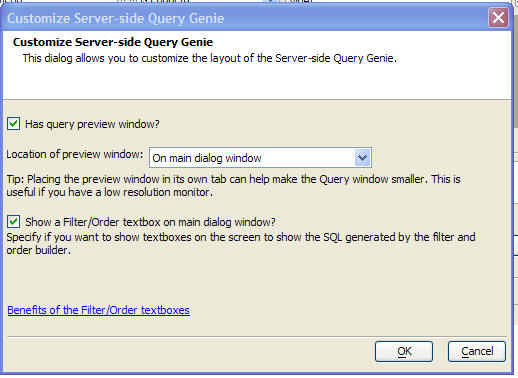 Customize Server-side Query Genie
Customize Server-side Query Genie
This dialog allows you to customize the layout of the Server-side Query Genie.
Has query preview window?
Location of preview window: On main dialog window
Tip: Placing the preview window in its own tab can help make the Query window smaller. This is
useful if you have a low resolution monitor.
Show a Filter/Order textbox on main dialog window?
Specify if you want to show textboxes on the screen to show the SQL generated by the filter and
order builder.
Benefits of the Filter/Order textboxes
OK Cancel